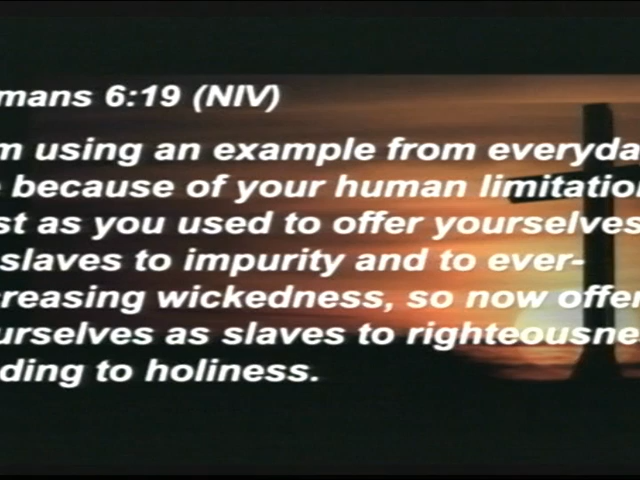 mans 6:19 (NIV)
m using an example from everyda
e because of your human limitation
st as you used to offer yourselves
slaves to impurity and to ever-
creasing wickedness, so now offer
urselves as slaves to righteousne
ding to holiness.